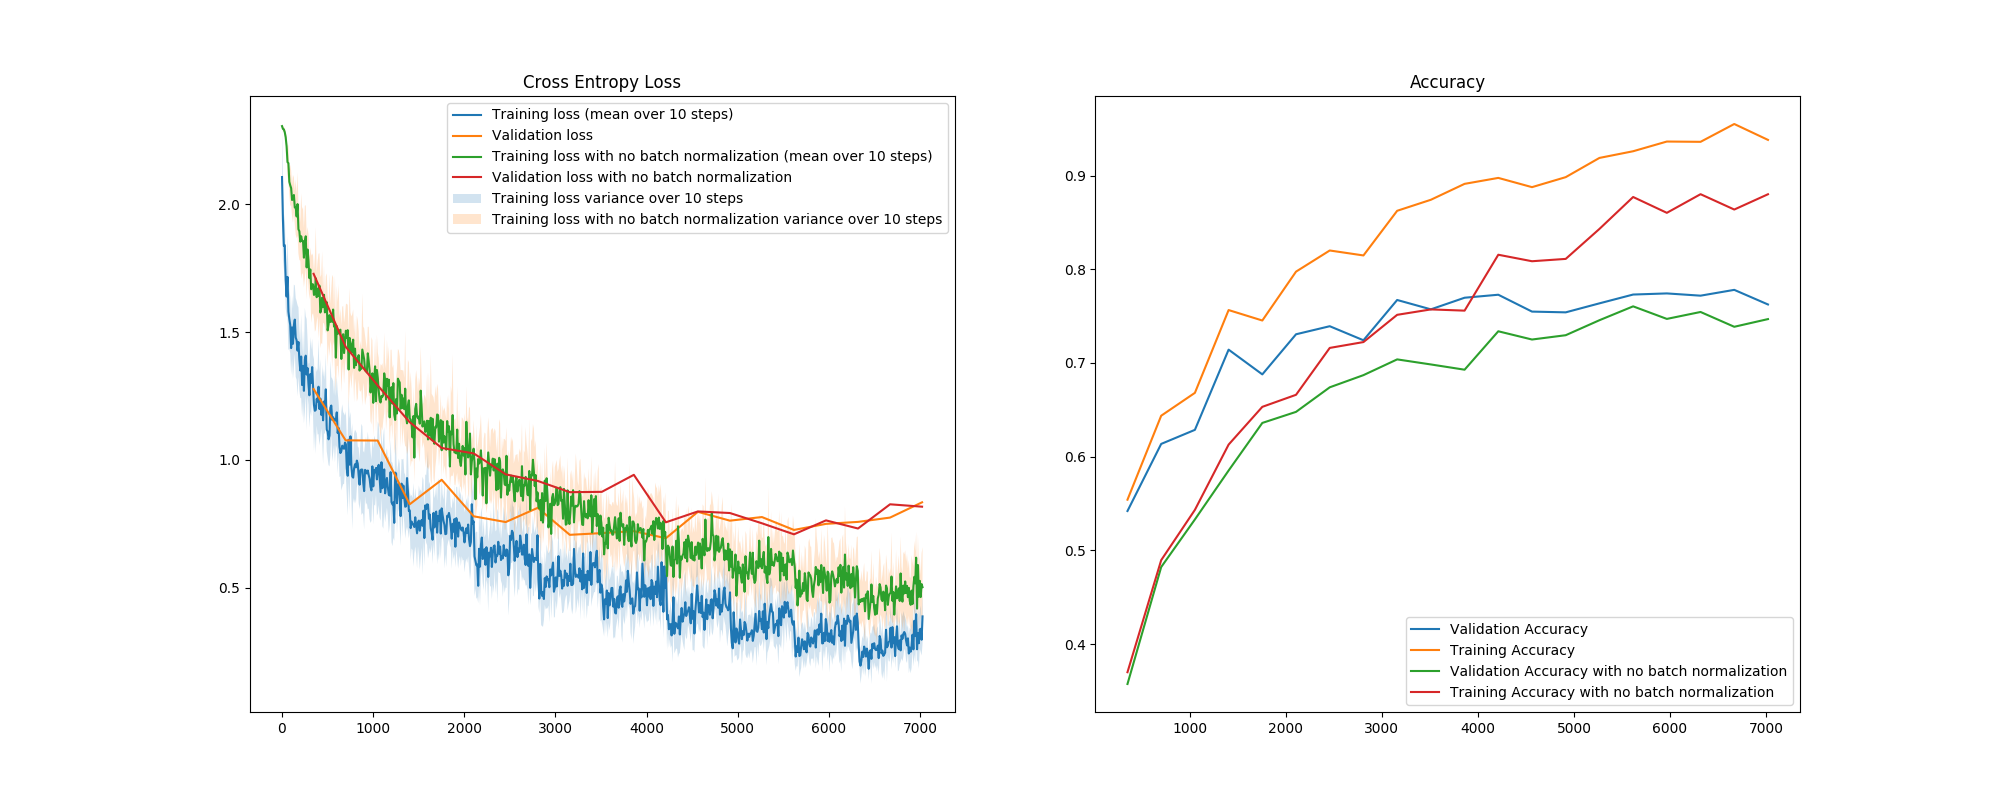 Cross Entropy Loss
Training loss (mean over 10 steps)
Validation loss
Training loss with no batch normalization (mean over 10 steps)
Validation loss with no batch normalization
Training loss variance over 10 steps
Training loss with no batch normalization variance over 10 steps
2.0
1.5
1.0
0.5
0 1000 2000 3000 4000 5000 6000 7000
Accuracy
0.9
0.8
0.7
0.6
0.5
0.4
Validation Accuracy
Training Accuracy
Validation Accuracy with no batch normalization
Training Accuracy with no batch normalization
1000 2000 3000 4000 5000 6000 7000